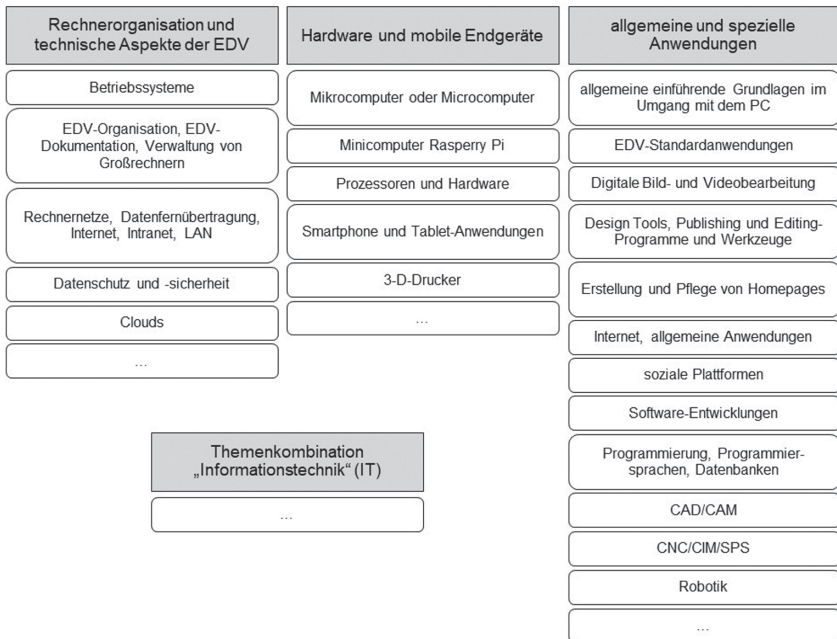 Rechnerorganisation und
technische Aspekte der EDV
Betriebssysteme
EDV-Organisation, EDV-
Dokumentation, Verwaltung von
Großrechnern
Rechnernetze, Datenfernübertragung,
Internet, Intranet, LAN
Datenschutz und -sicherheit
Clouds
...
Hardware und mobile Endgeräte
Mikrocomputer oder Microcomputer
Minicomputer Rasperry Pi
Prozessoren und Hardware
Smartphone und Tablet-Anwendungen
3-D-Drucker
...
allgemeine und spezielle
Anwendungen
allgemeine einführende Grundlagen im
Umgang mit dem PC
EDV-Standardanwendungen
Digitale Bild- und Videobearbeitung
Design Tools, Publishing und Editing-
Programme und Werkzeuge
Erstellung und Pflege von Homepages
Internet, allgemeine Anwendungen
soziale Plattformen
Software-Entwicklungen
Programmierung, Programmier-
sprachen, Datenbanken
CAD/CAM
CNC/CIM/SPS
Robotik
...
Themenkombination
„Informationstechnik“ (IT)
...